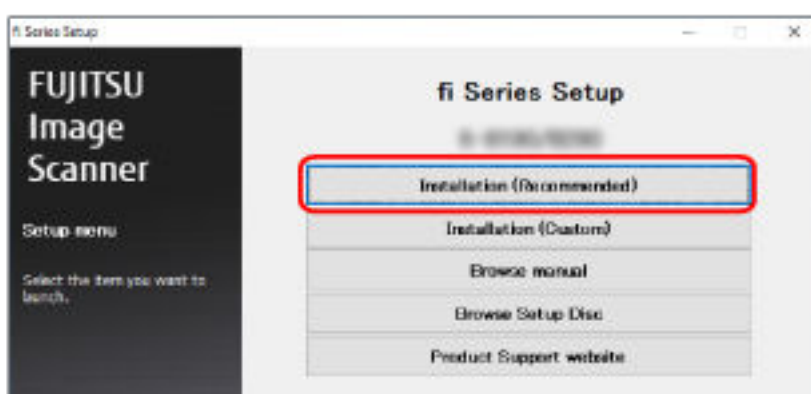 fi Series Setup
FUJITSU
Image
Scanner
Setup menu
Select the item you want to
launch.
fi Series Setup
Installation (Recommended)
Installation (Custom)
Browse manual
Browse Setup Disc
Product Support website